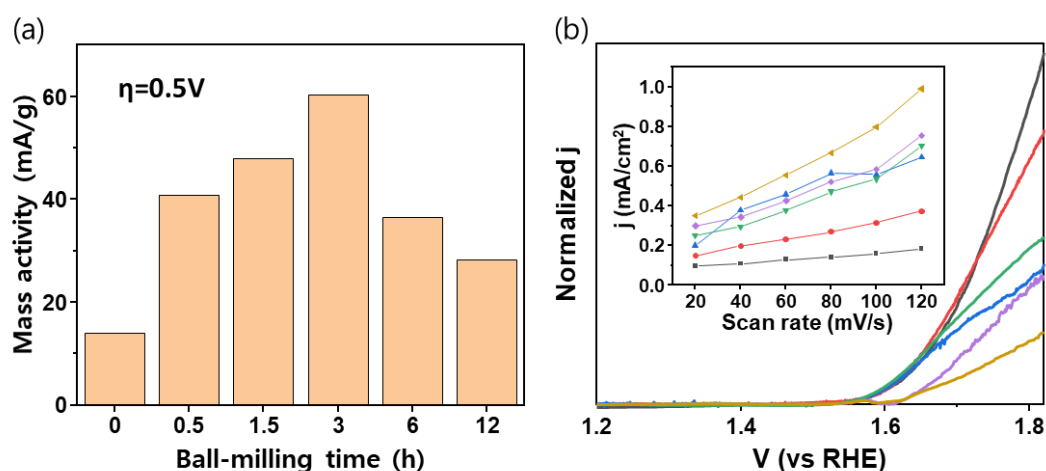 (a)
Mass activity (mA/g)
60
40
20
0
η=0.5V
0 0.5 1.5 3 6 12
Ball-milling time (h)
(b)
Normalized j
j (mA/cm²)
1.0
0.8
0.6
0.4
0.2
0.0
20 40 60 80 100 120
Scan rate (mV/s)
1.2 1.4 1.6 1.8
V (vs RHE)